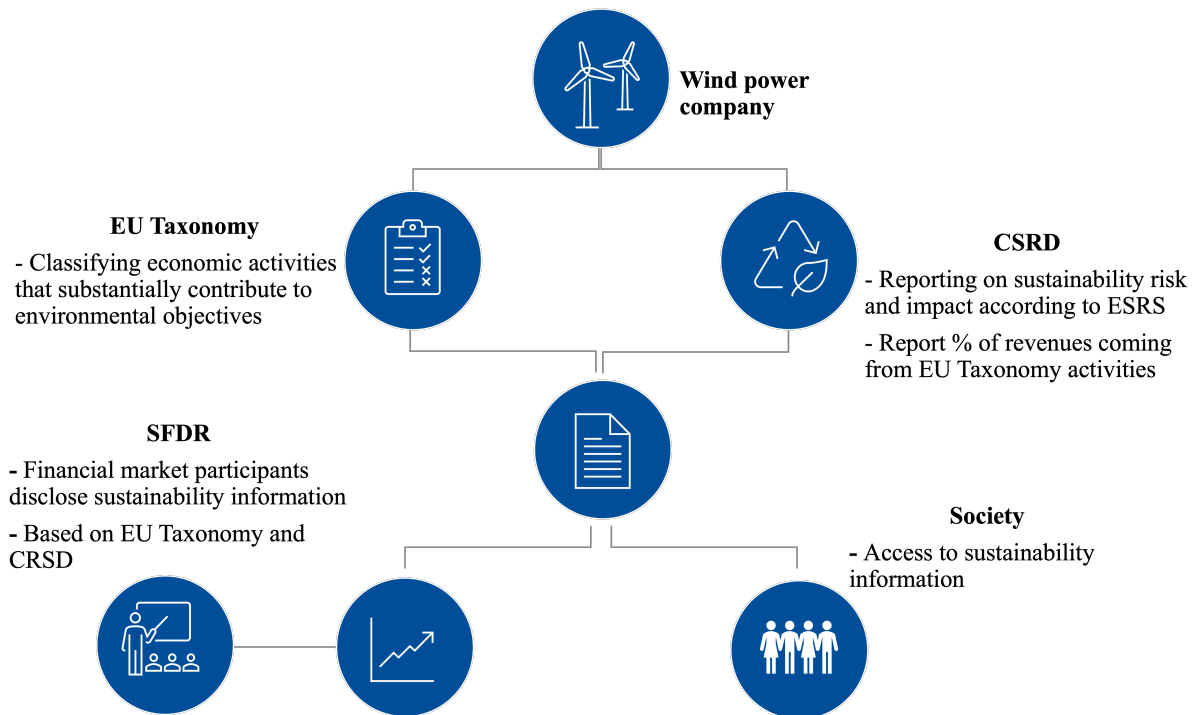 Wind power
company
EU Taxonomy
- Classifying economic activities
that substantially contribute to
environmental objectives
CSRD
- Reporting on sustainability risk
and impact according to ESRS
- Report % of revenues coming
from EU Taxonomy activities
SFDR
- Financial market participants
disclose sustainability information
- Based on EU Taxonomy and
CRSD
Society
- Access to sustainability
information